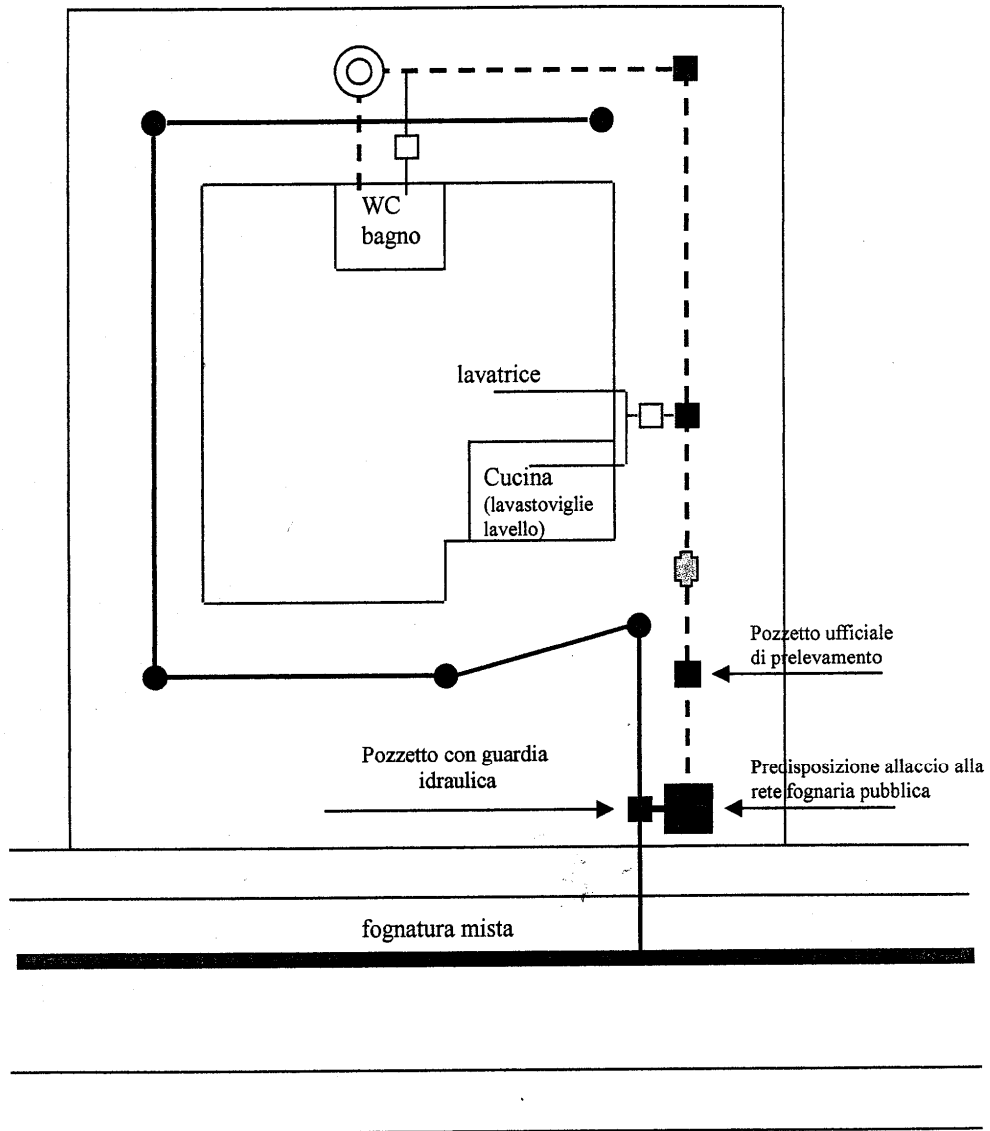 WC
bagno
lavatrice
Cucina
(lavastoviglie
lavello)
Pozzetto ufficiale
di prelevamento
Pozzetto con guardia
idraulica
Predisposizione allaccio alla
rete fognaria pubblica
fognatura mista